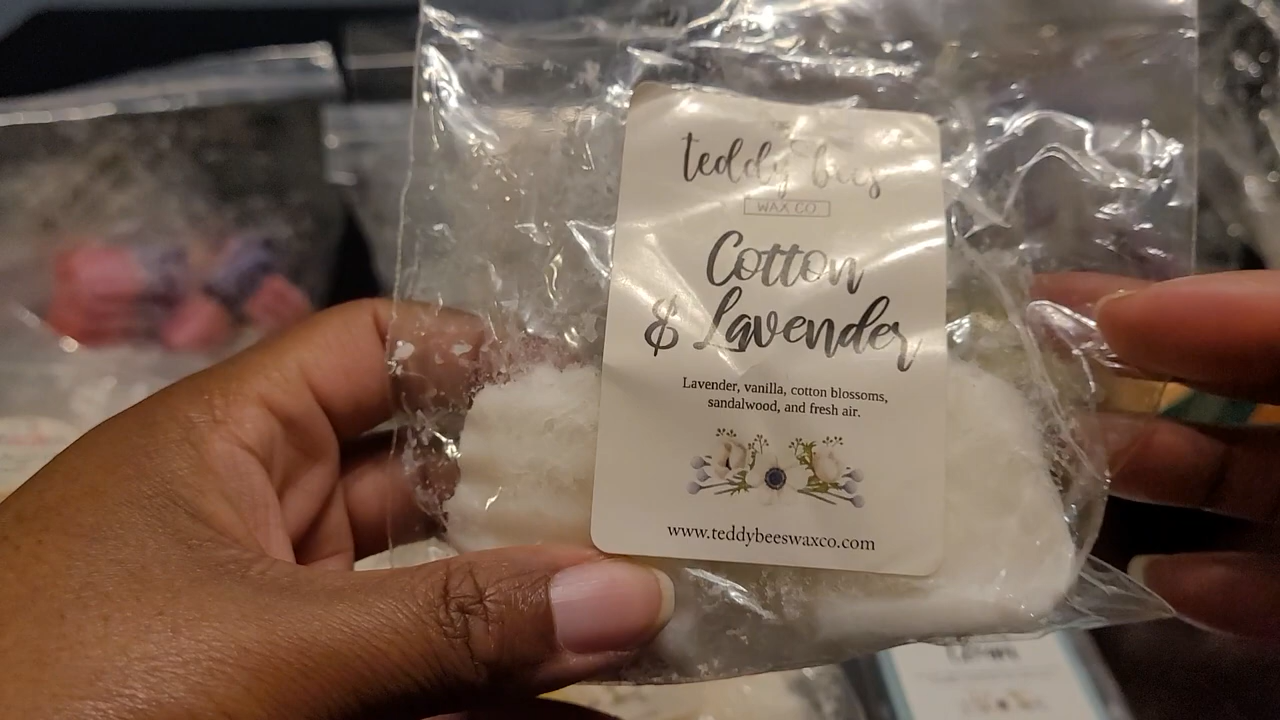 teddy bees
WAX CO
Cotton
& Lavender
Lavender, vanilla, cotton blossoms,
sandalwood, and fresh air.
www.teddybeeswaxco.com